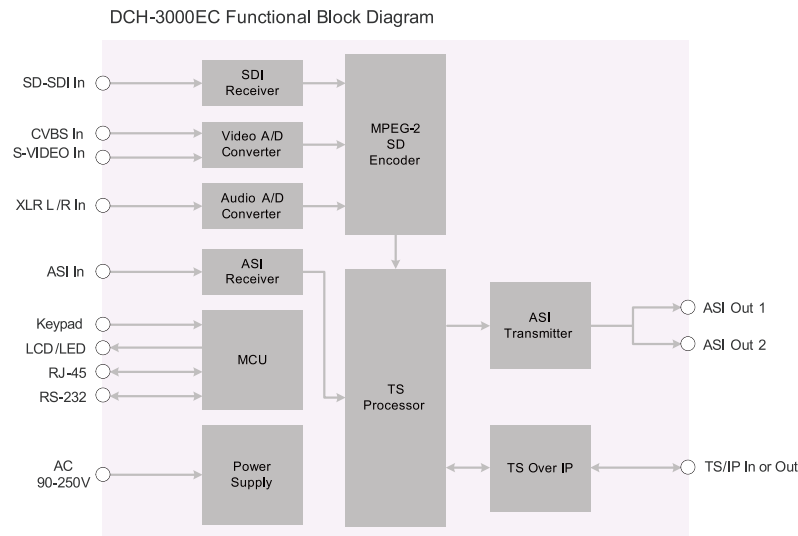 DCH-3000EC Functional Block Diagram
SD-SDI In
SDI
Receiver
CVBS In
S-VIDEO In
Video A/D
Converter
MPEG-2
SD
Encoder
XLR L /R In
Audio A/D
Converter
ASI In
ASI
Receiver
Keypad
LCD/LED
RJ-45
RS-232
MCU
TS
Processor
ASI
Transmitter
ASI Out 1
ASI Out 2
AC
90-250V
Power
Supply
TS Over IP
TS/IP In or Out